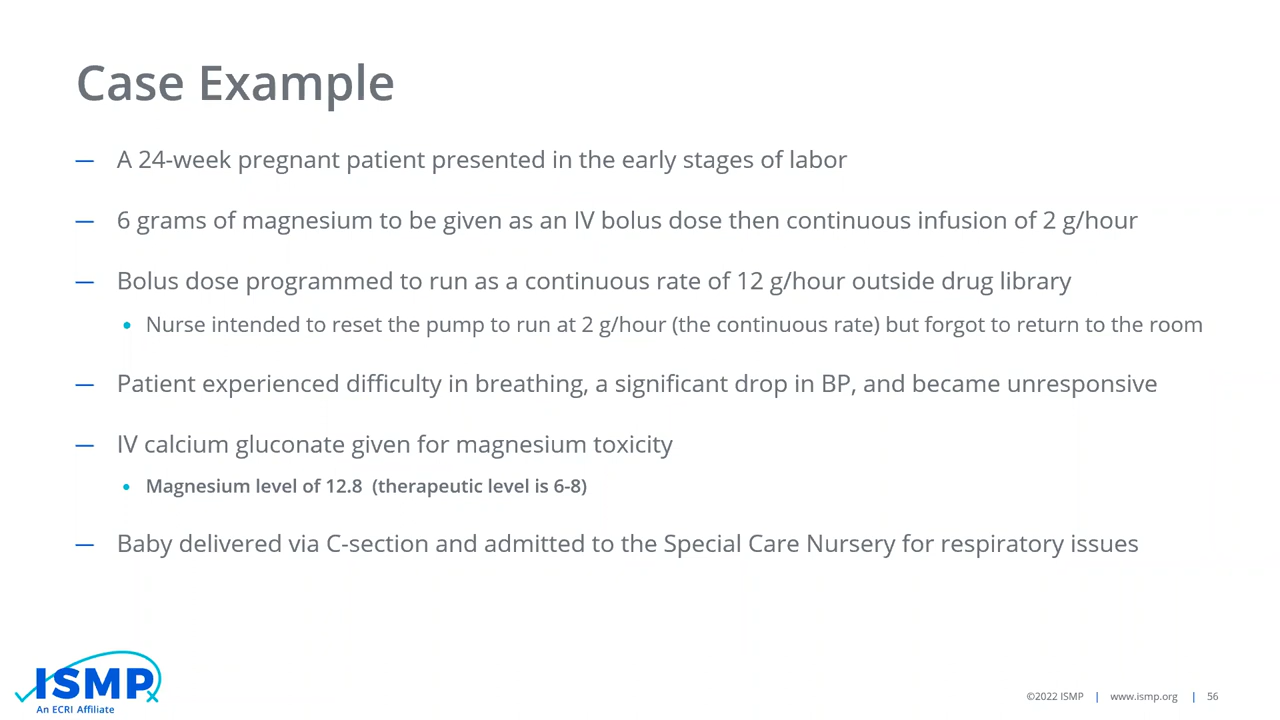 Case Example
— A 24-week pregnant patient presented in the early stages of labor
— 6 grams of magnesium to be given as an IV bolus dose then continuous infusion of 2 g/hour
— Bolus dose programmed to run as a continuous rate of 12 g/hour outside drug library
• Nurse intended to reset the pump to run at 2 g/hour (the continuous rate) but forgot to return to the room
— Patient experienced difficulty in breathing, a significant drop in BP, and became unresponsive
— IV calcium gluconate given for magnesium toxicity
• Magnesium level of 12.8 (therapeutic level is 6-8)
— Baby delivered via C-section and admitted to the Special Care Nursery for respiratory issues
ISMP
An ECRI Affiliate
©2022 ISMP | www.ismp.org | 56